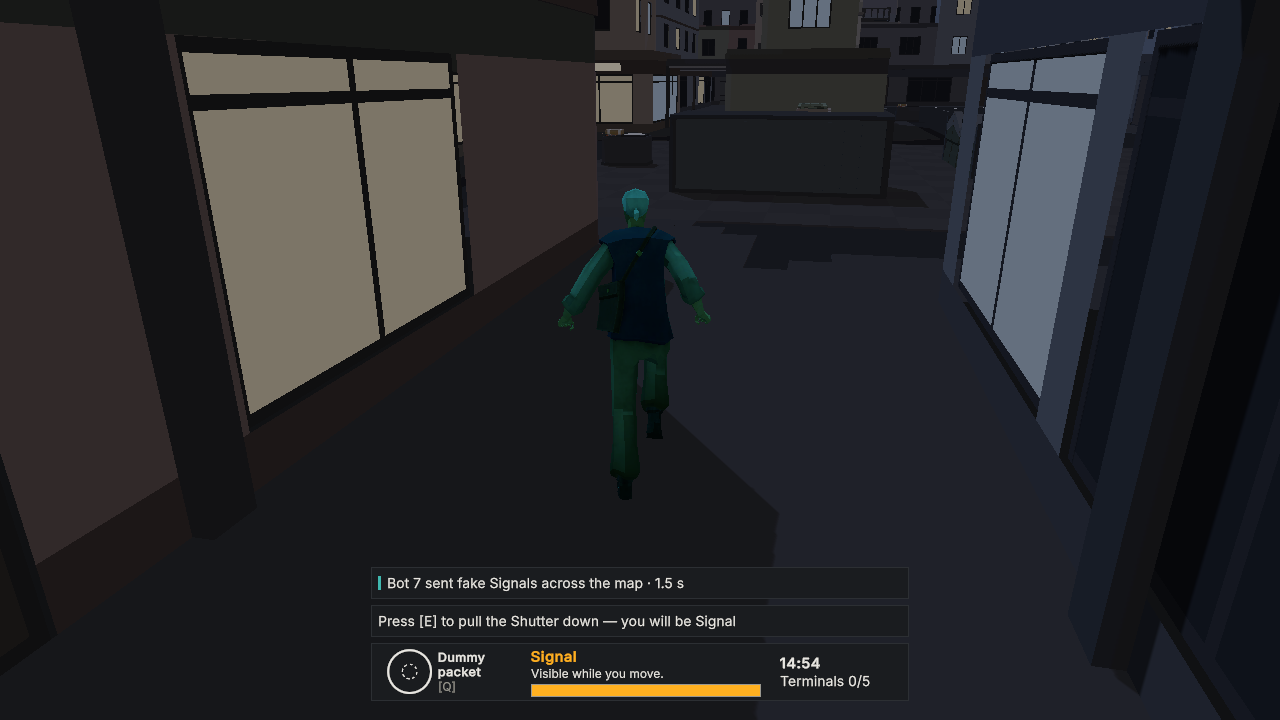 Bot 7 sent fake Signals across the map · 1.5 s
Press [E] to pull the Shutter down — you will be Signal
Dummy packet
[Q]
Signal
Visible while you move.
14:54
Terminals 0/5